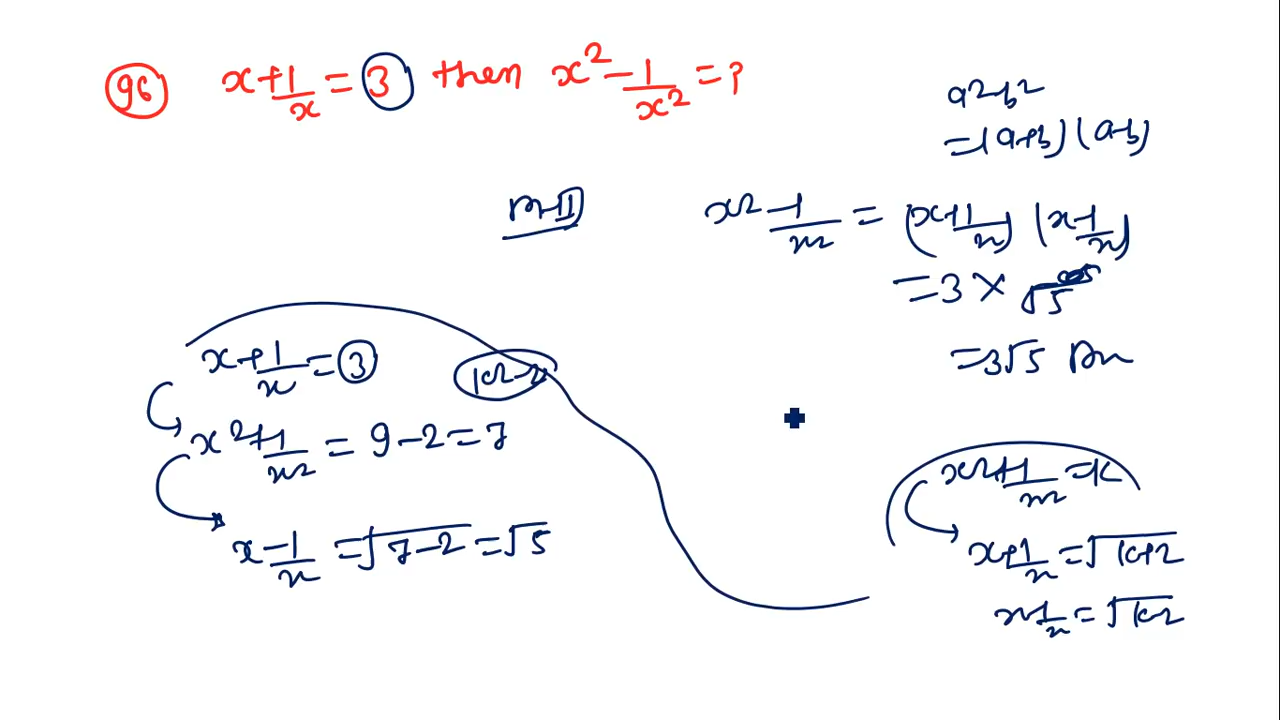 96 x+1/x = 3 then x²-1/x² = ?
a²-b²
=(a+b)(a-b)
M-II
x²-1/x² = (x+1/x)(x-1/x)
=3×√5
=3√5 An
x+1/x=3
k²-2
x²+1/x² = 9-2=7
x-1/x =√7-2=√5
x²+1/x²=k
x+1/x=√k+2
x-1/x=√k-2